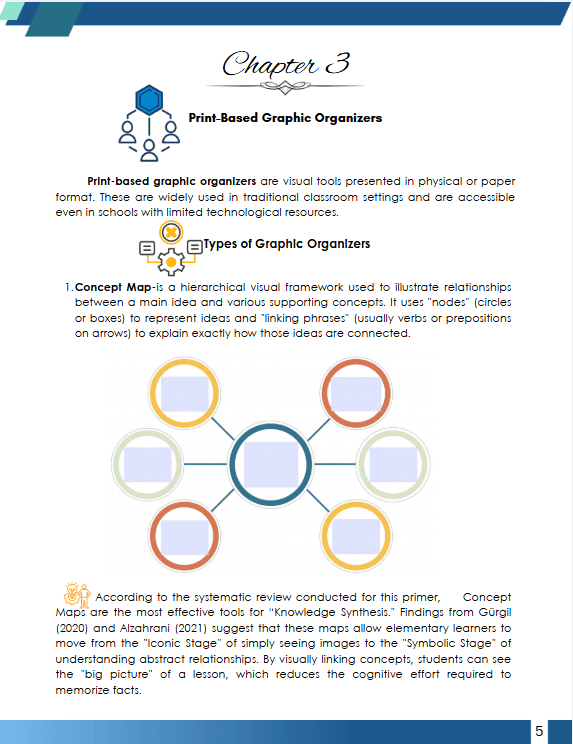 Chapter 3
Print-Based Graphic Organizers
Print-based graphic organizers are visual tools presented in physical or paper
format. These are widely used in traditional classroom settings and are accessible
even in schools with limited technological resources.
Types of Graphic Organizers
1. Concept Map-is a hierarchical visual framework used to illustrate relationships
between a main idea and various supporting concepts. It uses "nodes" (circles
or boxes) to represent ideas and "linking phrases" (usually verbs or prepositions
on arrows) to explain exactly how those ideas are connected.
According to the systematic review conducted for this primer, Concept
Maps are the most effective tools for “Knowledge Synthesis." Findings from Gürgil
(2020) and Alzahrani (2021) suggest that these maps allow elementary learners to
move from the "Iconic Stage" of simply seeing images to the "Symbolic Stage" of
understanding abstract relationships. By visually linking concepts, students can see
the "big picture" of a lesson, which reduces the cognitive effort required to
memorize facts.
5